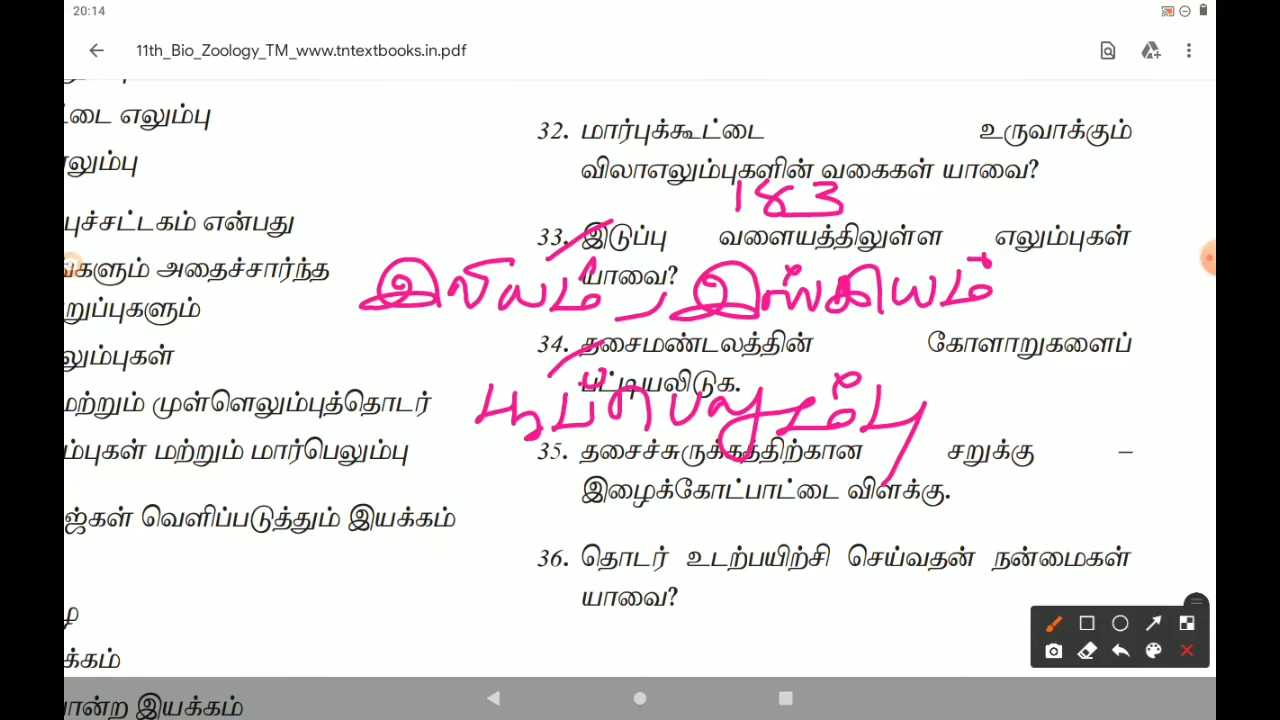 20:14
11th_Bio_Zoology_TM_www.tntextbooks.in.pdf
ட்டை எலும்பு
எலும்பு
புச்சட்டகம் என்பது
ங்களும் அதைச்சார்ந்த
றுப்புகளும்
லும்புகள்
மற்றும் முள்ளெலும்புத்தொடர்
ம்புகள் மற்றும் மார்பெலும்பு
ஜ்கள் வெளிப்படுத்தும் இயக்கம்
ழ
க்கம்
போன்ற இயக்கம்
32. மார்புக்கூட்டை உருவாக்கும்
விலாஎலும்புகளின் வகைகள் யாவை?
183
33. இடுப்பு வளையத்திலுள்ள எலும்புகள்
யாவை?
இலியம், இஸ்கியம்
34. தசைமண்டலத்தின் கோளாறுகளைப்
பட்டியலிடுக.
பூப்பெலும்பு
35. தசைச்சுருக்கத்திற்கான சறுக்கு –
இழைக்கோட்பாட்டை விளக்கு.
36. தொடர் உடற்பயிற்சி செய்வதன் நன்மைகள்
யாவை?